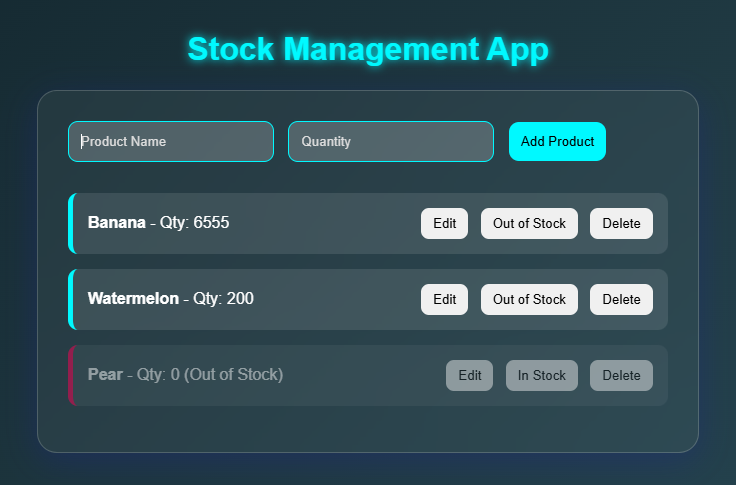 Stock Management App
Product Name Quantity Add Product
Banana - Qty: 6555 Edit Out of Stock Delete
Watermelon - Qty: 200 Edit Out of Stock Delete
Pear - Qty: 0 (Out of Stock) Edit In Stock Delete